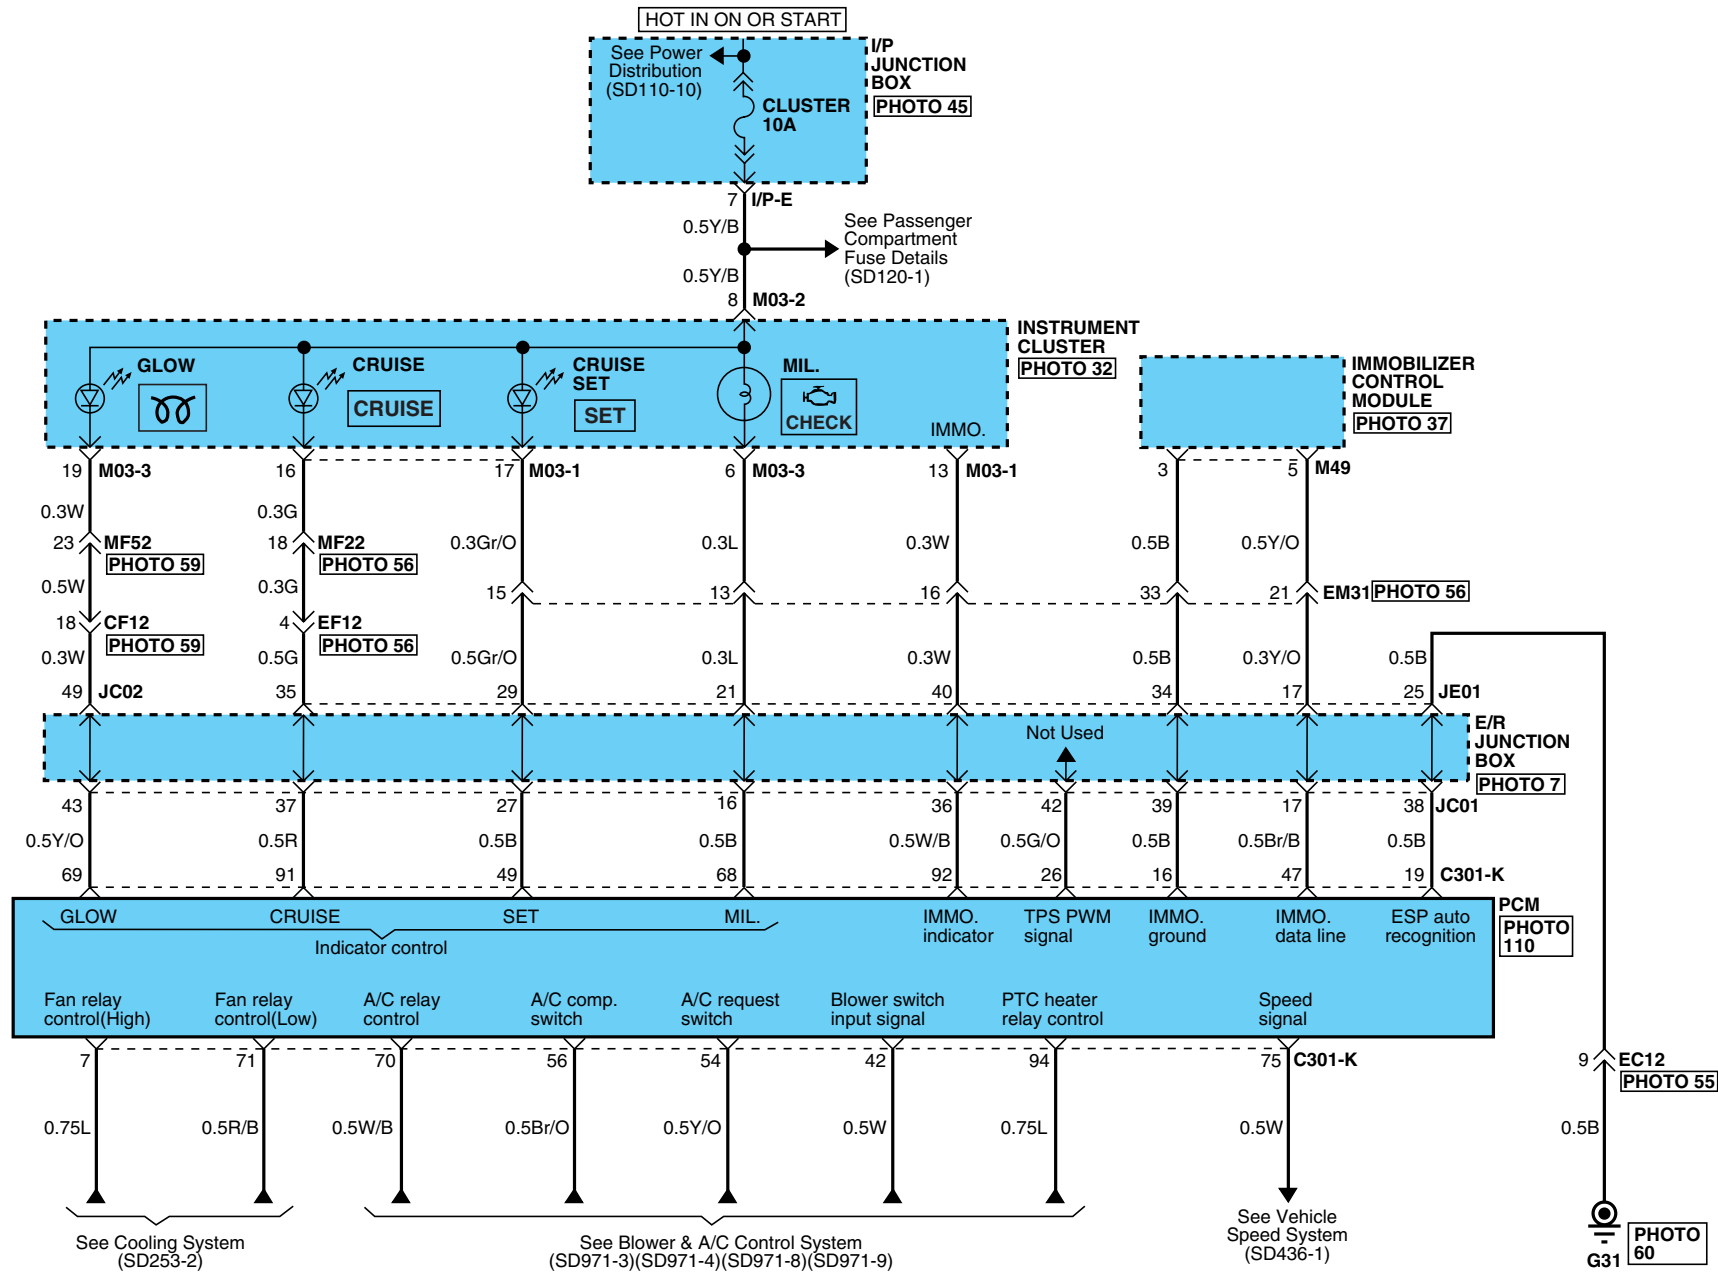 HOT IN ON OR START
See Power
Distribution
(SD110-10)
CLUSTER
10A
I/P
JUNCTION
BOX
PHOTO 45
7 I/P-E
0.5Y/B
See Passenger
Compartment
Fuse Details
(SD120-1)
0.5Y/B
8 M03-2
INSTRUMENT
CLUSTER
PHOTO 32
GLOW
CRUISE
CRUISE
CRUISE
SET
SET
MIL.
CHECK
IMMO.
IMMOBILIZER
CONTROL
MODULE
PHOTO 37
19 M03-3
16
17 M03-1
6 M03-3
13 M03-1
3
5 M49
0.3W
0.3G
23 MF52
PHOTO 59
18 MF22
PHOTO 56
0.3Gr/O
0.3L
0.3W
0.5B
0.5Y/O
0.5W
0.3G
15
13
16
33
21 EM31 PHOTO 56
18 CF12
PHOTO 59
4 EF12
PHOTO 56
0.3W
0.5G
0.5Gr/O
0.3L
0.3W
0.5B
0.3Y/O
0.5B
49 JC02
35
29
21
40
34
17
25 JE01
Not Used
E/R
JUNCTION
BOX
PHOTO 7
43
37
27
16
36
42
39
17
38 JC01
0.5Y/O
0.5R
0.5B
0.5B
0.5W/B
0.5G/O
0.5B
0.5Br/B
0.5B
69
91
49
68
92
26
16
47
19 C301-K
PCM
PHOTO
110
GLOW
CRUISE
SET
MIL.
Indicator control
IMMO.
indicator
TPS PWM
signal
IMMO.
ground
IMMO.
data line
ESP auto
recognition
Fan relay
control(High)
Fan relay
control(Low)
A/C relay
control
A/C comp.
switch
A/C request
switch
Blower switch
input signal
PTC heater
relay control
Speed
signal
7
71
70
56
54
42
94
75 C301-K
9 EC12
PHOTO 55
0.75L
0.5R/B
0.5W/B
0.5Br/O
0.5Y/O
0.5W
0.75L
0.5W
0.5B
See Cooling System
(SD253-2)
See Blower & A/C Control System
(SD971-3)(SD971-4)(SD971-8)(SD971-9)
See Vehicle
Speed System
(SD436-1)
G31
PHOTO
60